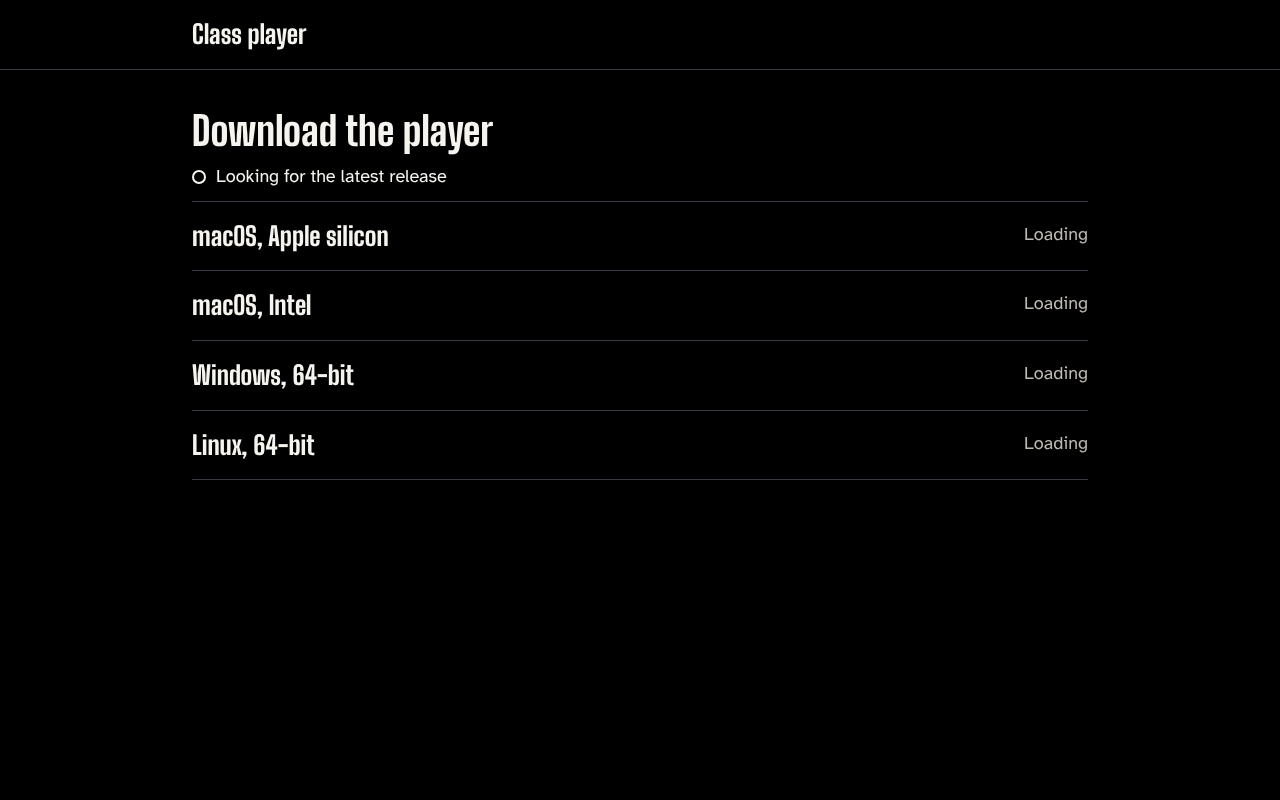 Class player
Download the player
Looking for the latest release
macOS, Apple silicon
Loading
macOS, Intel
Loading
Windows, 64-bit
Loading
Linux, 64-bit
Loading